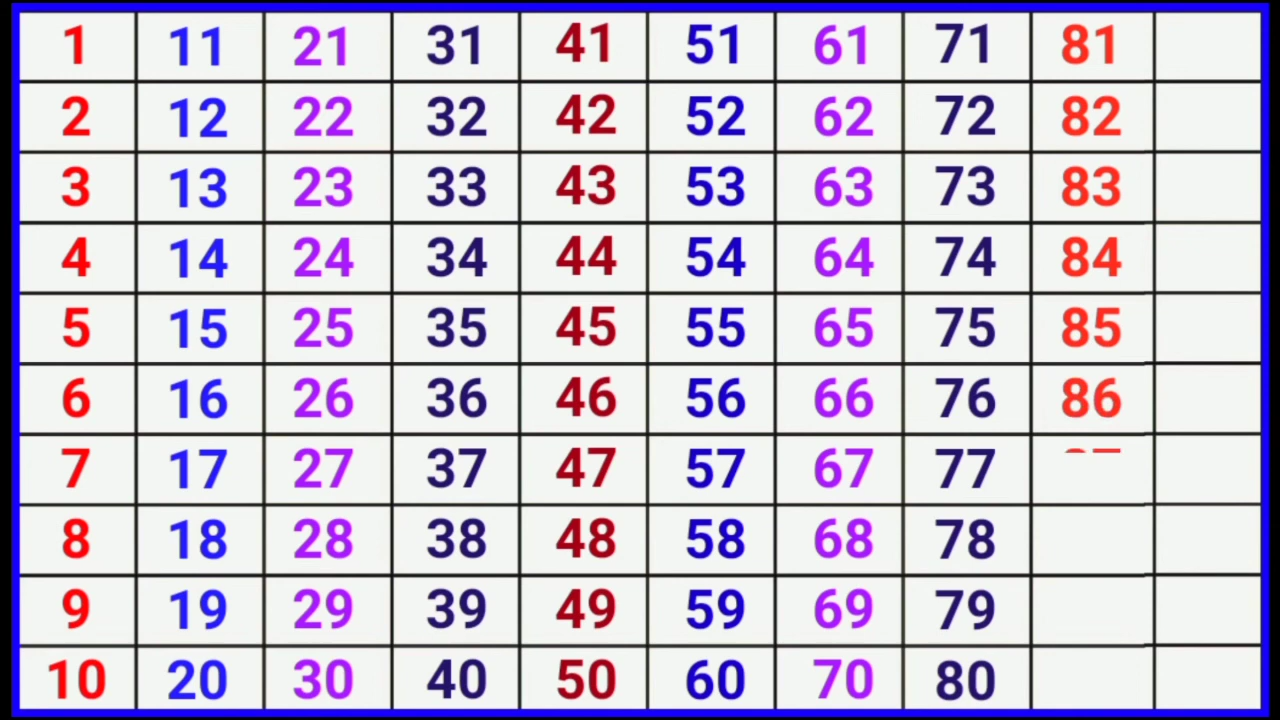 1 11 21 31 41 51 61 71 81
2 12 22 32 42 52 62 72 82
3 13 23 33 43 53 63 73 83
4 14 24 34 44 54 64 74 84
5 15 25 35 45 55 65 75 85
6 16 26 36 46 56 66 76 86
7 17 27 37 47 57 67 77
8 18 28 38 48 58 68 78
9 19 29 39 49 59 69 79
10 20 30 40 50 60 70 80